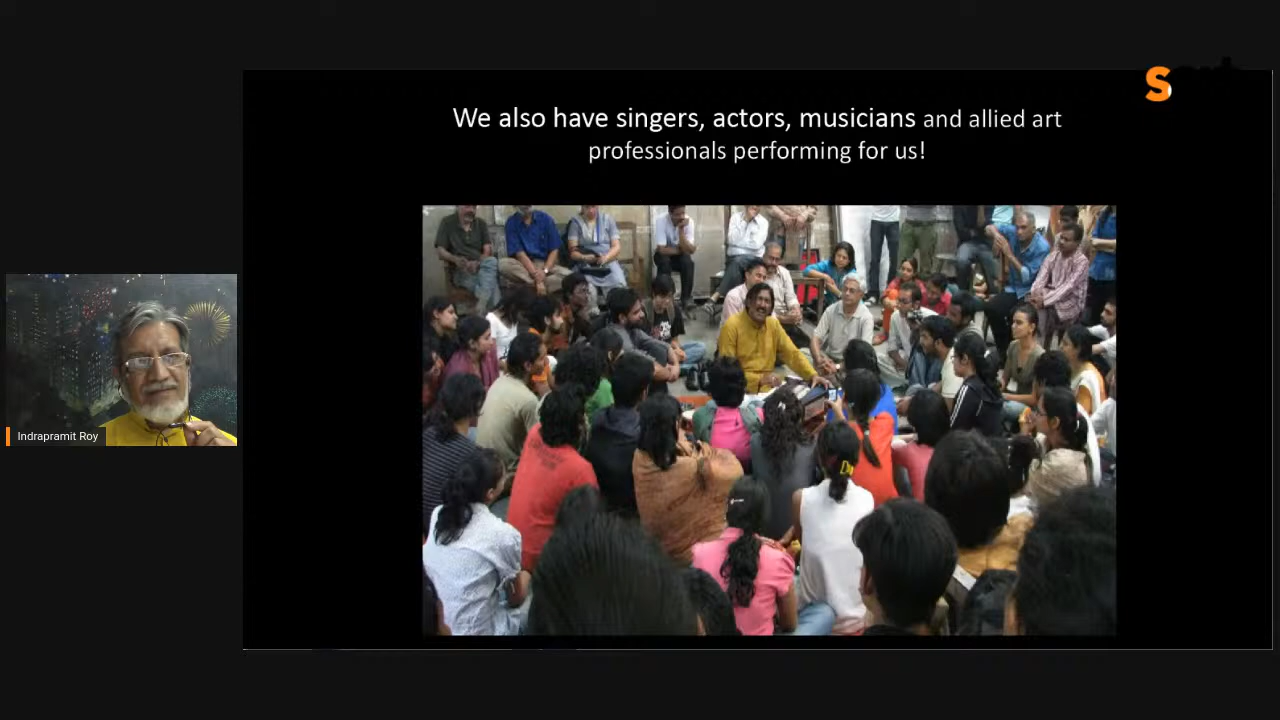 We also have singers, actors, musicians and allied art
professionals performing for us!
Indrapramit Roy
S